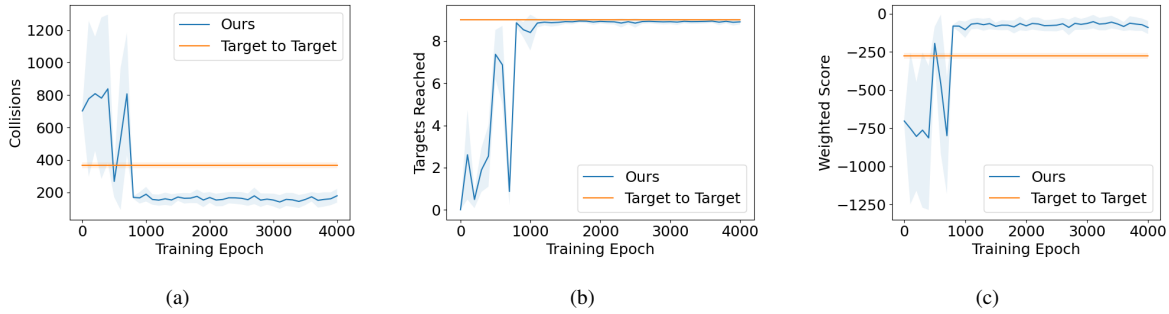 1200
1000
800
600
400
200
Collisions
0 1000 2000 3000 4000
Training Epoch
Ours
Target to Target
(a)
8
6
4
2
0
Targets Reached
0 1000 2000 3000 4000
Training Epoch
Ours
Target to Target
(b)
0
−250
−500
−750
−1000
−1250
Weighted Score
0 1000 2000 3000 4000
Training Epoch
Ours
Target to Target
(c)